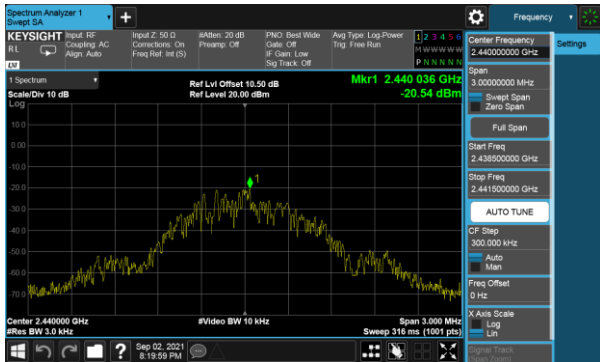 Spectrum Analyzer 1
Swept SA
+
Frequency
KEYSIGHT
RL
LXI
Input: RF
Coupling: AC
Align: Auto
Input Z: 50 Ω
Corrections: On
Freq Ref: Int (S)
#Atten: 20 dB
Preamp: Off
PNO: Best Wide
Gate: Off
IF Gain: Low
Sig Track: Off
Avg Type: Log-Power
Trig: Free Run
1 2 3 4 5 6
M W W W W W
P N N N N N
1 Spectrum
Scale/Div 10 dB
Log
Ref Lvl Offset 10.50 dB
Ref Level 20.00 dBm
Mkr1 2.440 036 GHz
-20.54 dBm
10.0
0.00
-10.0
-20.0
-30.0
-40.0
-50.0
-60.0
-70.0
1
Center 2.440000 GHz
#Res BW 3.0 kHz
#Video BW 10 kHz
Span 3.000 MHz
Sweep 316 ms (1001 pts)
Sep 02, 2021
8:19:59 PM
?
Center Frequency
2.440000000 GHz
Span
3.00000000 MHz
Swept Span
Zero Span
Full Span
Start Freq
2.438500000 GHz
Stop Freq
2.441500000 GHz
AUTO TUNE
CF Step
300.000 kHz
Auto
Man
Freq Offset
0 Hz
X Axis Scale
Log
Lin
Signal Track
(Span Zoom)
Settings